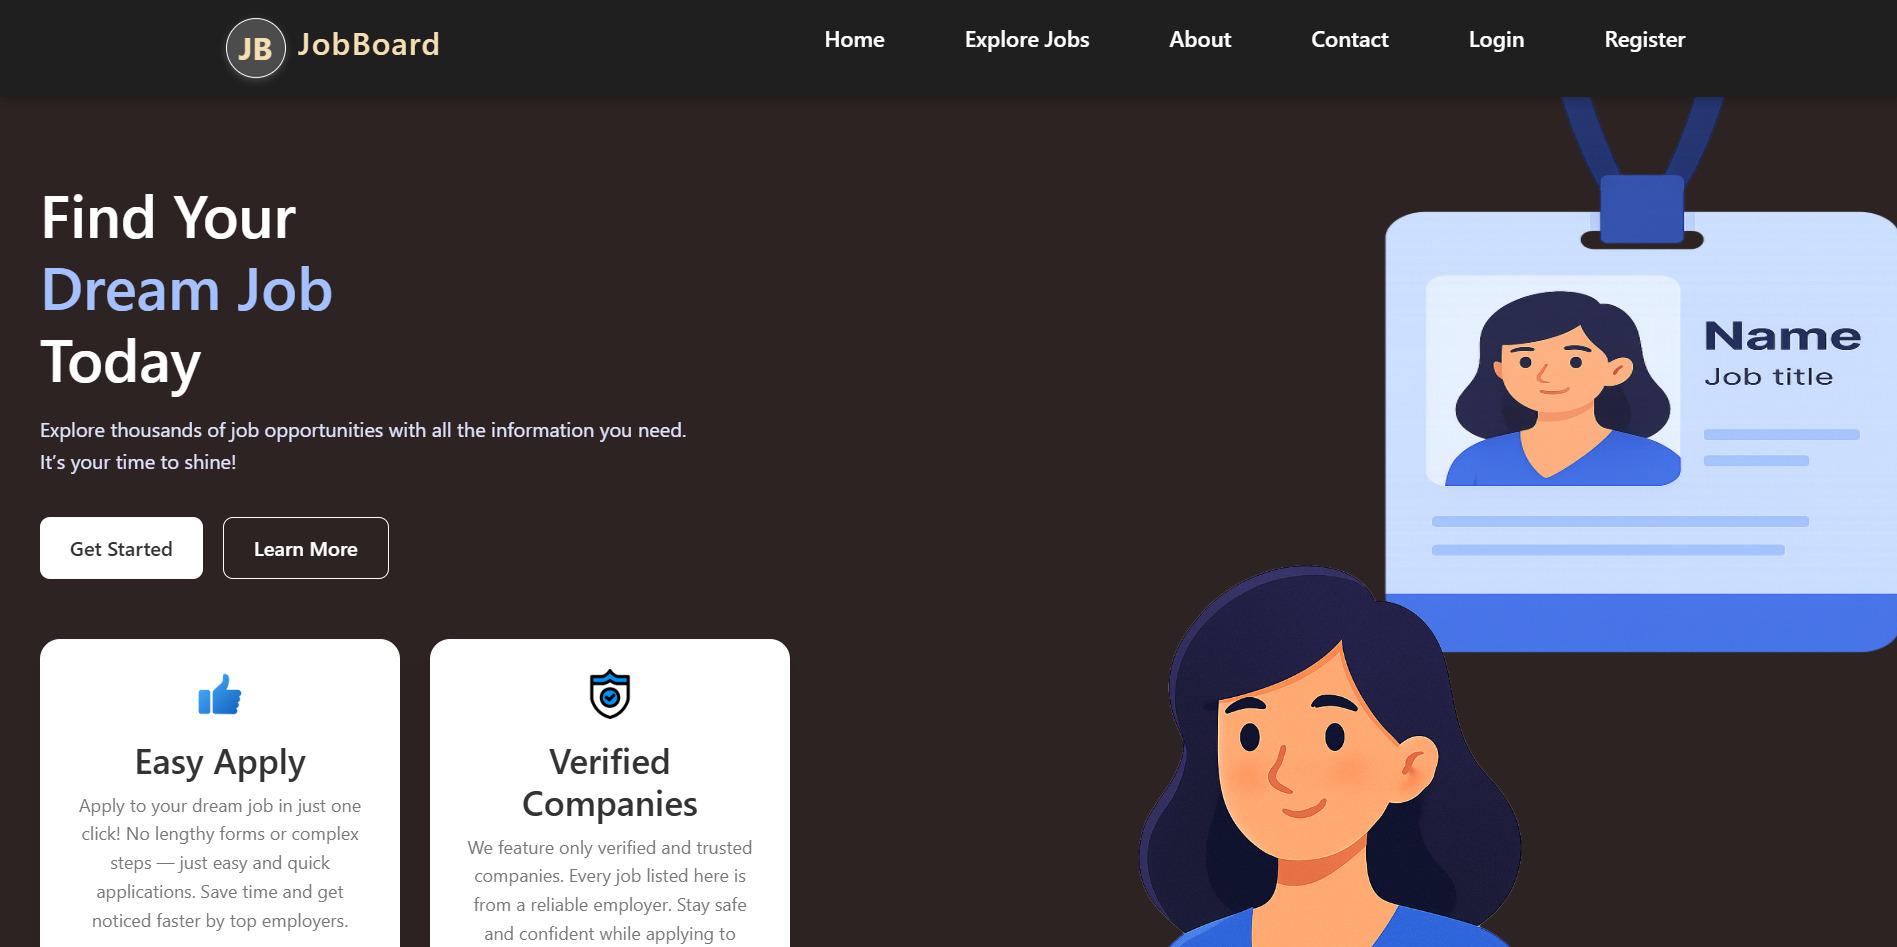 JB JobBoard
Home Explore Jobs About Contact Login Register
Find Your
Dream Job
Today
Explore thousands of job opportunities with all the information you need.
It's your time to shine!
Get Started Learn More
Name
Job title
Easy Apply
Apply to your dream job in just one
click! No lengthy forms or complex
steps — just easy and quick
applications. Save time and get
noticed faster by top employers.
Verified
Companies
We feature only verified and trusted
companies. Every job listed here is
from a reliable employer. Stay safe
and confident while applying to